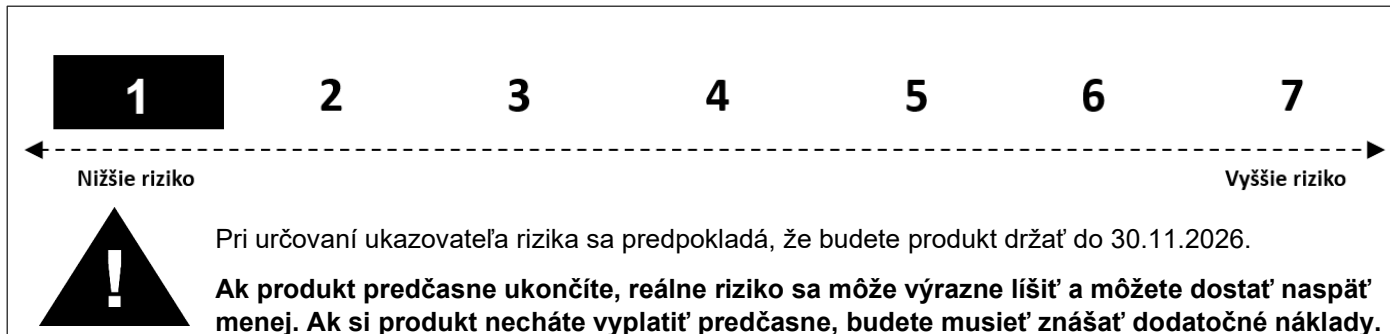 1 2 3 4 5 6 7
Nižšie riziko Vyššie riziko
! Pri určovaní ukazovateľa rizika sa predpokladá, že budete produkt držať do 30.11.2026.
Ak produkt predčasne ukončíte, reálne riziko sa môže výrazne líšiť a môžete dostať naspäť
menej. Ak si produkt necháte vyplatiť predčasne, budete musieť znášať dodatočné náklady.